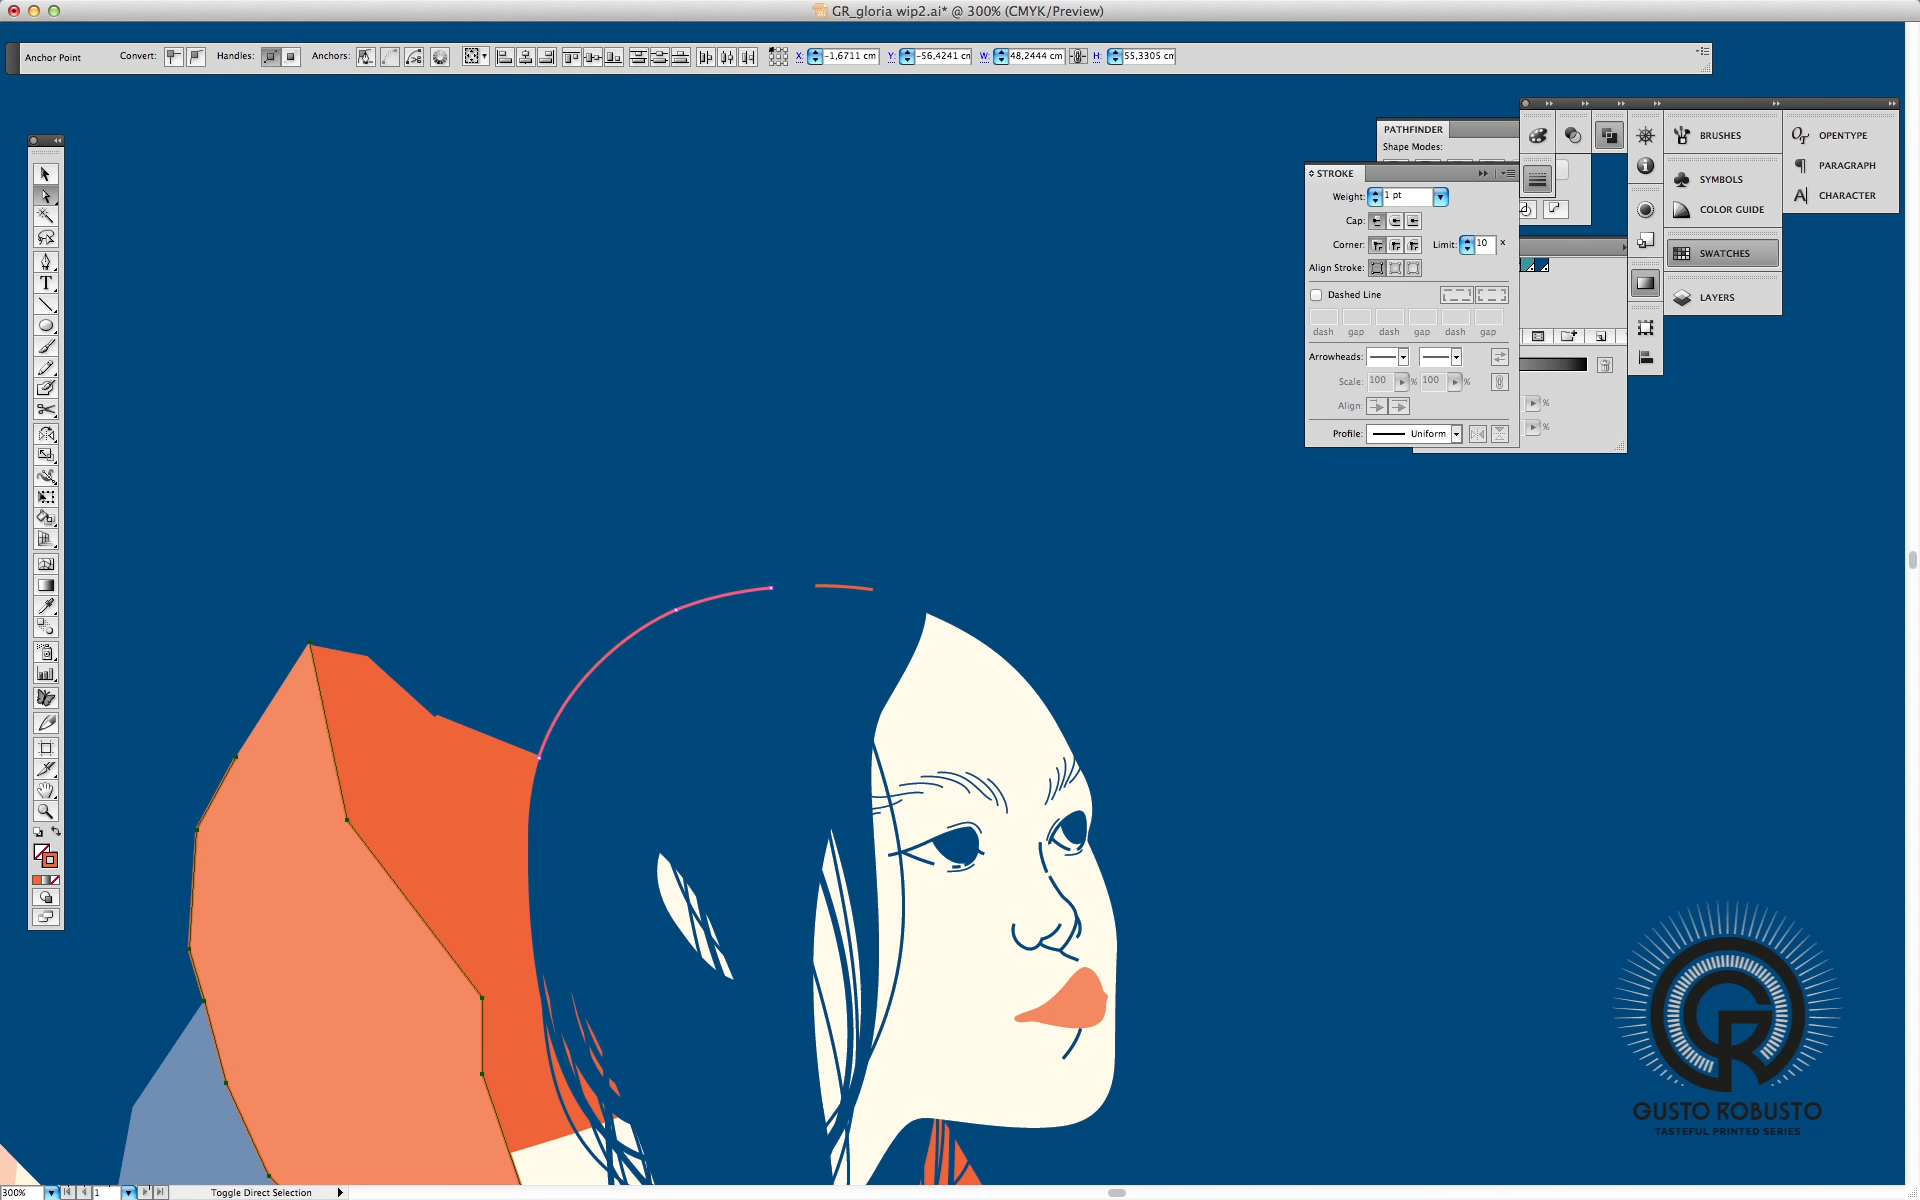 GR_gloria wip2.ai* @ 300% (CMYK/Preview)
Anchor Point Convert: Handles: Anchors: X: -1,6711 cm Y: -56,4241 cm W: 48,2444 cm H: 55,3305 cm
PATHFINDER
Shape Modes:
STROKE
Weight: 1 pt
Cap:
Corner: Limit: 10 x
Align Stroke:
Dashed Line
dash gap dash gap dash gap
Arrowheads:
Scale: 100 % 100 %
Align:
Profile: Uniform
%
%
BRUSHES
SYMBOLS
COLOR GUIDE
SWATCHES
LAYERS
OPENTYPE
PARAGRAPH
CHARACTER
T
GR
GUSTO ROBUSTO
TASTEFUL PRINTED SERIES
300% 1 Toggle Direct Selection